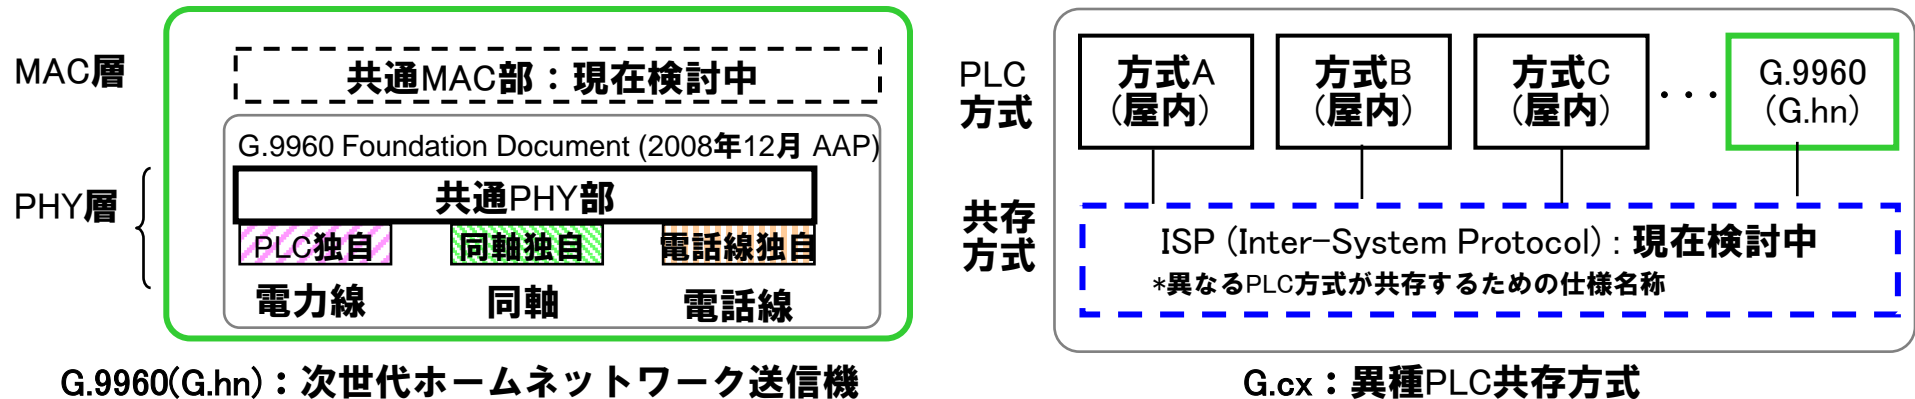 MAC層
共通MAC部：現在検討中
G.9960 Foundation Document (2008年12月 AAP)
PHY層
共通PHY部
PLC独自
同軸独自
電話線独自
電力線
同軸
電話線
G.9960(G.hn)：次世代ホームネットワーク送信機
PLC
方式
方式A
(屋内)
方式B
(屋内)
方式C
(屋内)
・・・
G.9960
(G.hn)
共存
方式
ISP (Inter-System Protocol) : 現在検討中
*異なるPLC方式が共存するための仕様名称
G.cx：異種PLC共存方式